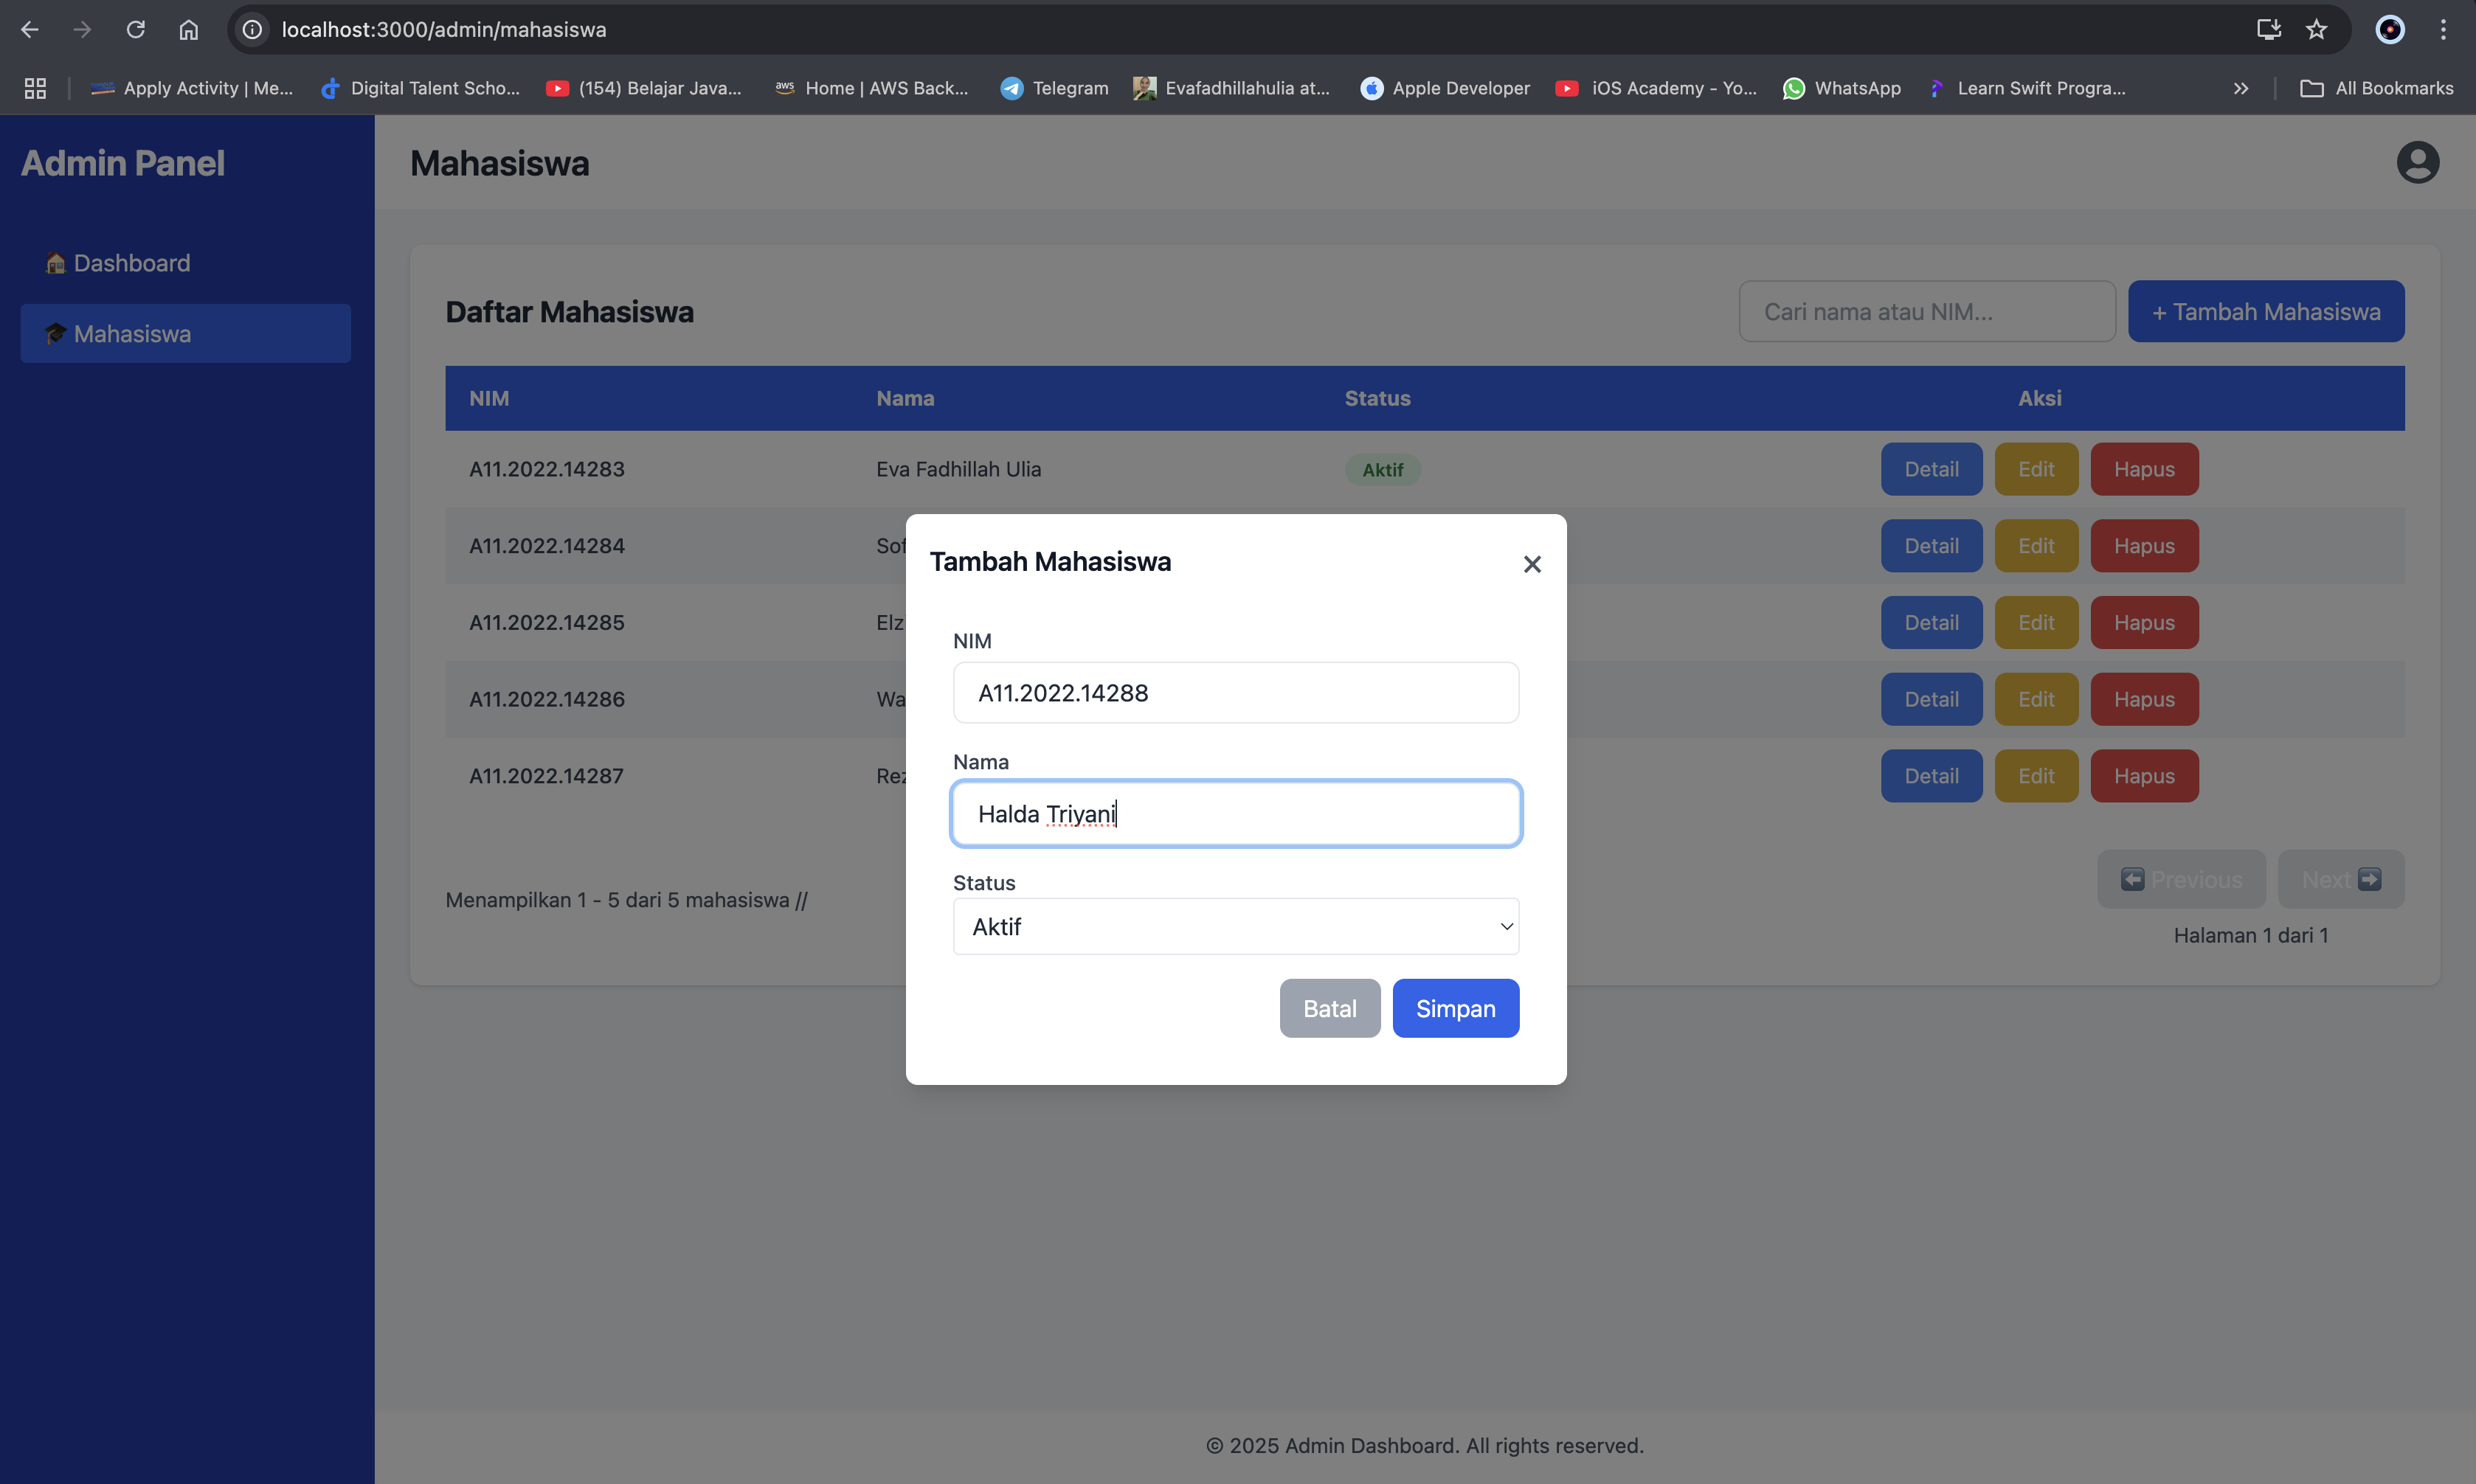 localhost:3000/admin/mahasiswa
Apply Activity | Me... Digital Talent Scho... (154) Belajar Java... aws Home | AWS Back... Telegram Evafadhillahulia at... Apple Developer iOS Academy - Yo... WhatsApp Learn Swift Progra... All Bookmarks
Admin Panel
Mahasiswa
Dashboard
Mahasiswa
Daftar Mahasiswa
Cari nama atau NIM...
+ Tambah Mahasiswa
NIM Nama Status Aksi
A11.2022.14283 Eva Fadhillah Ulia Aktif Detail Edit Hapus
A11.2022.14284 Sof Detail Edit Hapus
A11.2022.14285 Elz Detail Edit Hapus
A11.2022.14286 Wa Detail Edit Hapus
A11.2022.14287 Rez Detail Edit Hapus
Menampilkan 1 - 5 dari 5 mahasiswa //
Previous Next
Halaman 1 dari 1
Tambah Mahasiswa
NIM
A11.2022.14288
Nama
Halda Triyani
Status
Aktif
Batal Simpan
© 2025 Admin Dashboard. All rights reserved.